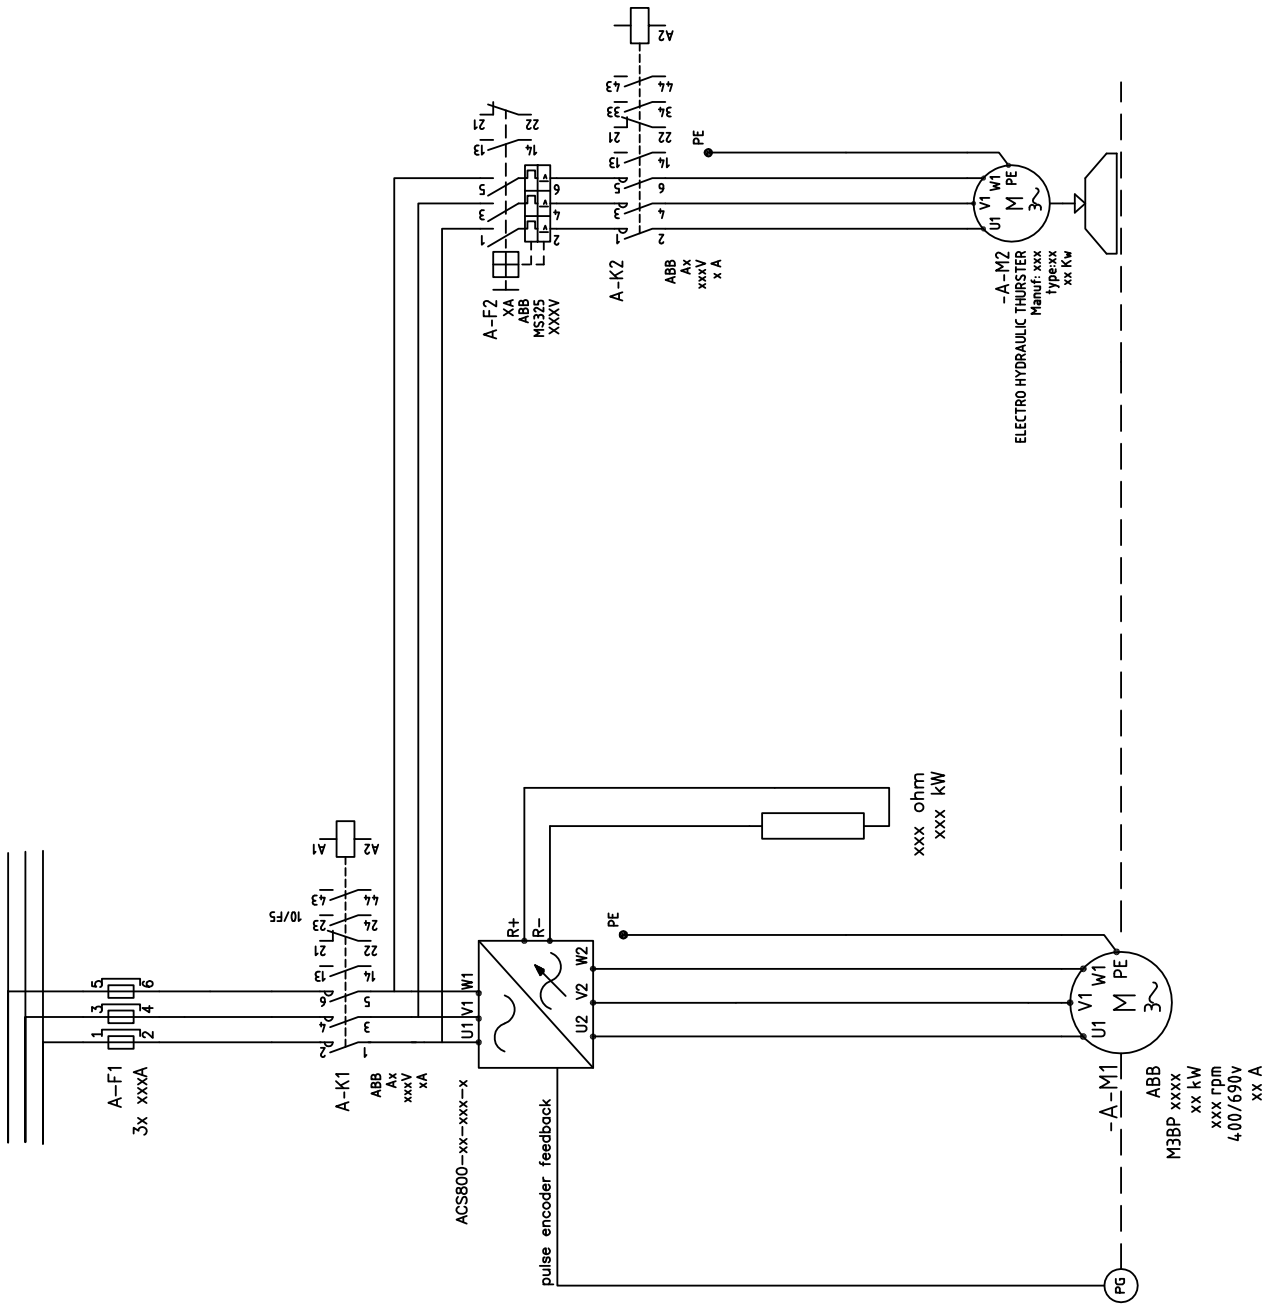 A2
43
44
33
34
21
22
13
14
5
6
3
4
1
2
A-K2
ABB
Ax
xxxV
x A
21
22
13
14
5
6
3
4
1
2
A-F2
XA
ABB
MS325
XXXV
PE
W1
PE
V1
M
3~
U1
-A-M2
ELECTRO HYDRAULIC THURSTER
Manuf: xxx
type:xx
xx Kw
xxx ohm
xxx kW
A1
A2
43
44
10/F5
23
24
21
22
13
14
6
5
4
3
2
1
A-K1
ABB
Ax
xxxV
xA
5
6
3
4
1
2
A-F1
3x xxxA
R+
R-
W1
V1
U1
W2
V2
U2
ACS800-xx-xxx-x
PE
W1
PE
V1
M
3~
U1
-A-M1
ABB
M3BP xxxx
xx kW
xxx rpm
400/690v
xx A
pulse encoder feedback
PG